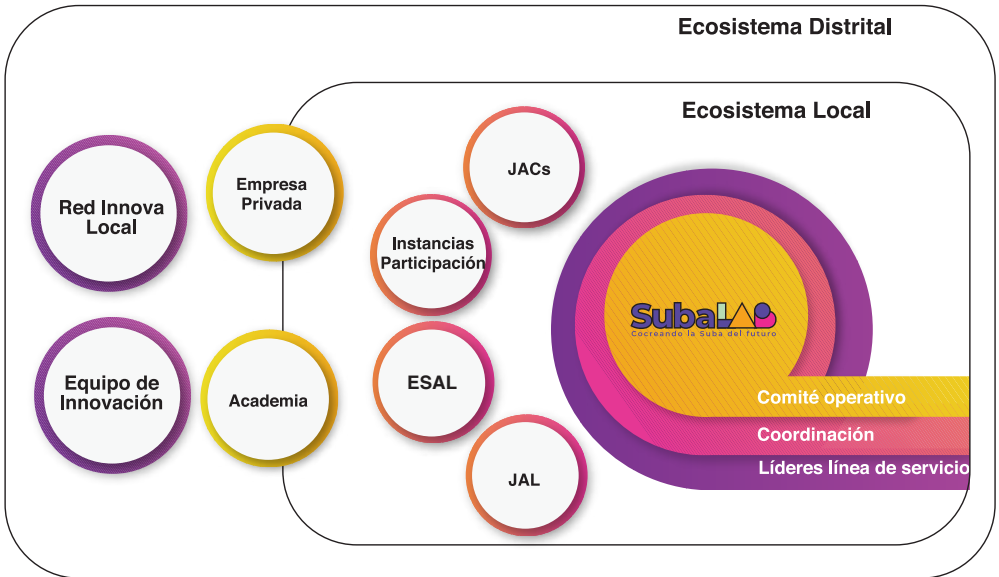 Ecosistema Distrital
Ecosistema Local
Red Innova
Local
Empresa
Privada
JACs
Instancias
Participación
SubaLAB
Cocreando la Suba del futuro
Equipo de
Innovación
Academia
ESAL
JAL
Comité operativo
Coordinación
Líderes línea de servicio